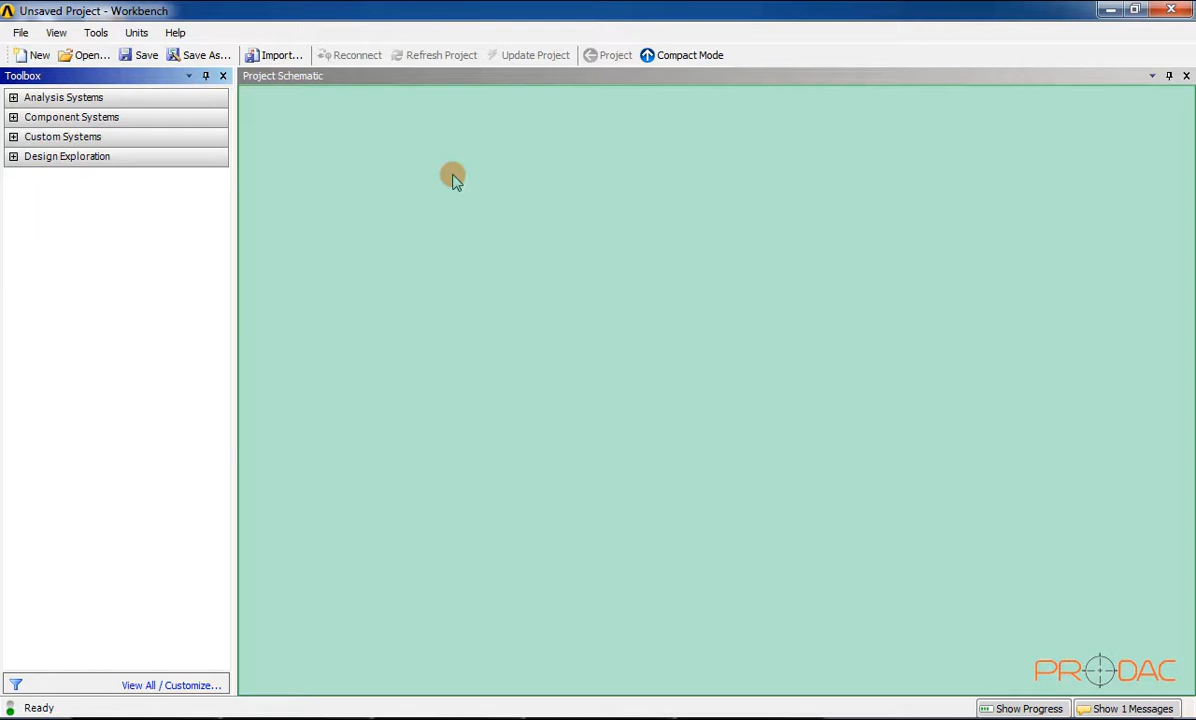 Unsaved Project - Workbench
File View Tools Units Help
New Open... Save Save As... Import... Reconnect Refresh Project Update Project Project Compact Mode
Toolbox
Project Schematic
Analysis Systems
Component Systems
Custom Systems
Design Exploration
PRODAC
View All / Customize...
Ready
Show Progress
Show 1 Messages